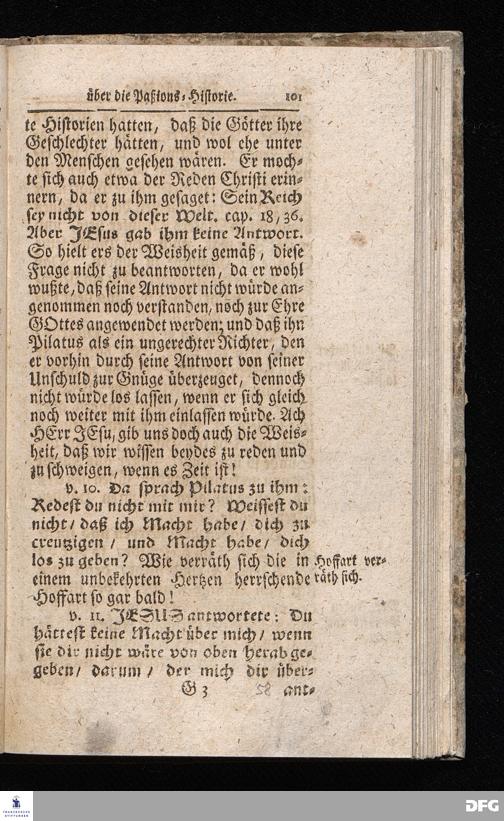 über die Paßions-Historie. 101
te Historien hatten, daß die Götter ihre
Geschlechter hätten, und wol ehe unter
den Menschen gesehen wären. Er moch-
te sich auch etwa der Reden Christi erin-
nern, da er zu ihm gesaget: Sein Reich
sey nicht von dieser Welt. cap. 18, 36.
Aber JEsus gab ihm keine Antwort.
So hielt ers der Weisheit gemäß, diese
Frage nicht zu beantworten, da er wohl
wußte, daß seine Antwort nicht würde an-
genommen noch verstanden, noch zur Ehre
GOttes angewendet werden; und daß ihn
Pilatus als ein ungerechter Richter, den
er vorhin durch seine Antwort von seiner
Unschuld zur Gnüge überzeuget, dennoch
nicht würde los lassen, wenn er sich gleich
noch weiter mit ihm einlassen würde. Ach
HErr JEsu, gib uns doch auch die Weis-
heit, daß wir wissen beydes zu reden und
zu schweigen, wenn es Zeit ist!
v. 10. Da sprach Pilatus zu ihm:
Redest du nicht mit mir? Weissest du
nicht/ daß ich Macht habe/ dich zu
creutzigen/ und Macht habe/ dich
los zu geben? Wie verräth sich die in
einem unbekehrten Hertzen herrschende
Hoffart so gar bald!
Hoffart ver-
räth sich.
v. 11. JESUS antwortete: Du
hättest keine Macht über mich/ wenn
sie dir nicht wäre von oben herab ge-
geben/ darum/ der mich dir über-
G 3 58 ant-
FRANCKESCHE
STIFTUNGEN
DFG